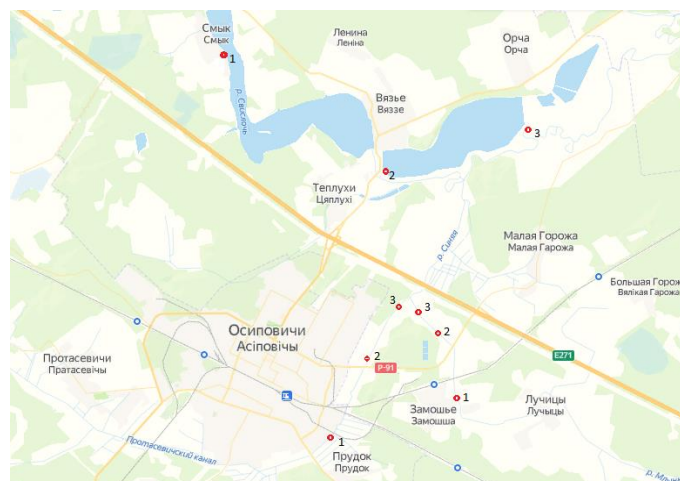 Смык
Смык
1
Ленина
Леніна
Орча
Орча
р. Свислочь
Вязье
Вяззе
3
2
Теплухи
Цяплухі
р. Синяя
Малая Горожа
Малая Гарожа
Большая Горож
Вялікая Гарожа
3
3
Осиповичи
Асіповічы
2
2
Р-91
E271
Протасевичи
Пратасевічы
1
Замошье
Замошша
Лучицы
Лучыцы
1
Протасевичский канал
Прудок
Прудок